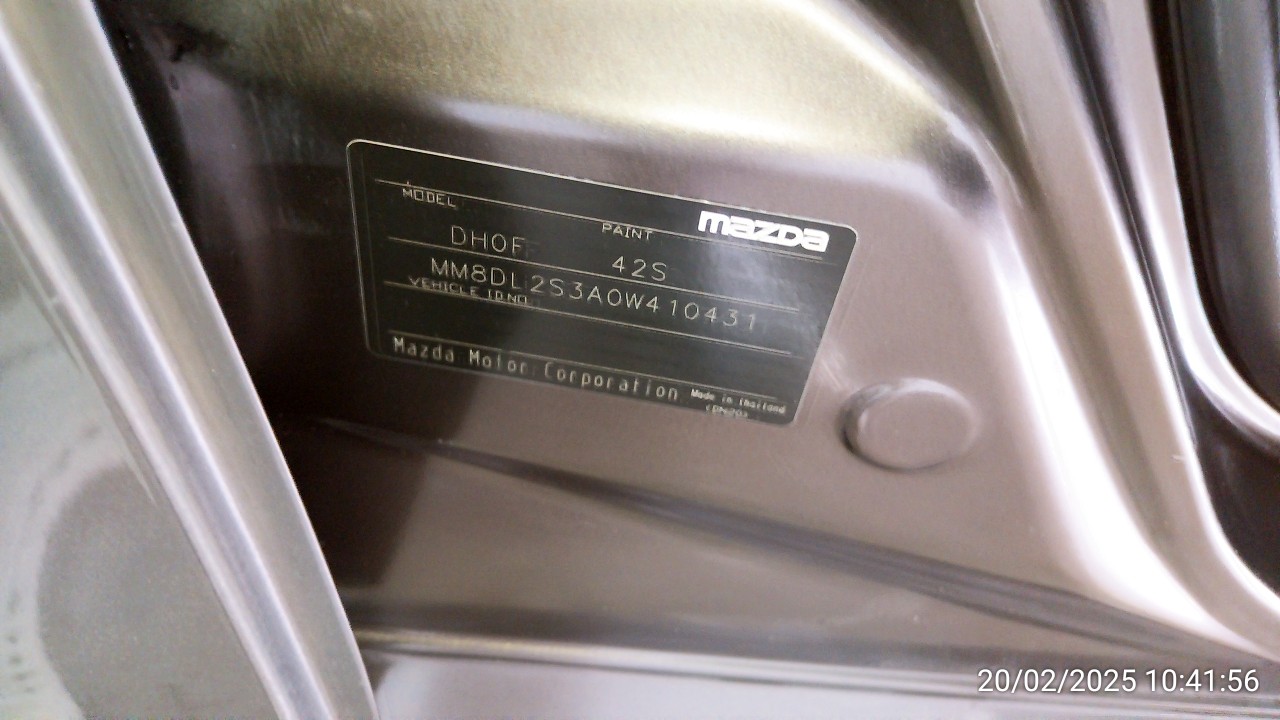 MODEL
PAINT
mazda
DH0F
42S
MM8DL2S3A0W410431
VEHICLE ID.NO.
Mazda Motor Corporation
Made in Thailand
20/02/2025 10:41:56